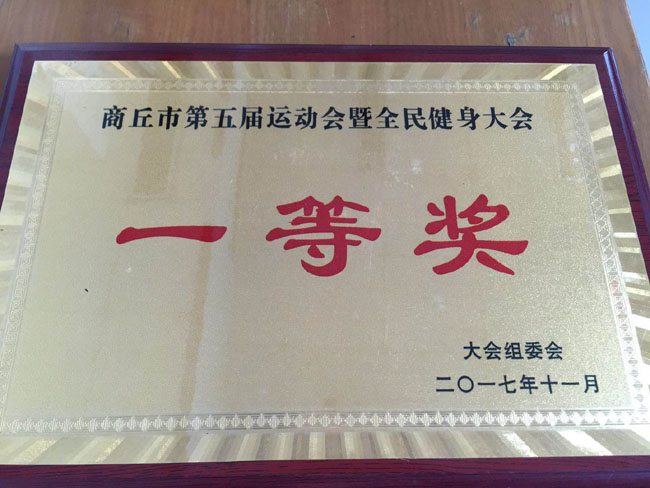 商丘市第五届运动会暨全民健身大会
一等奖
大会组委会
二〇一七年十一月